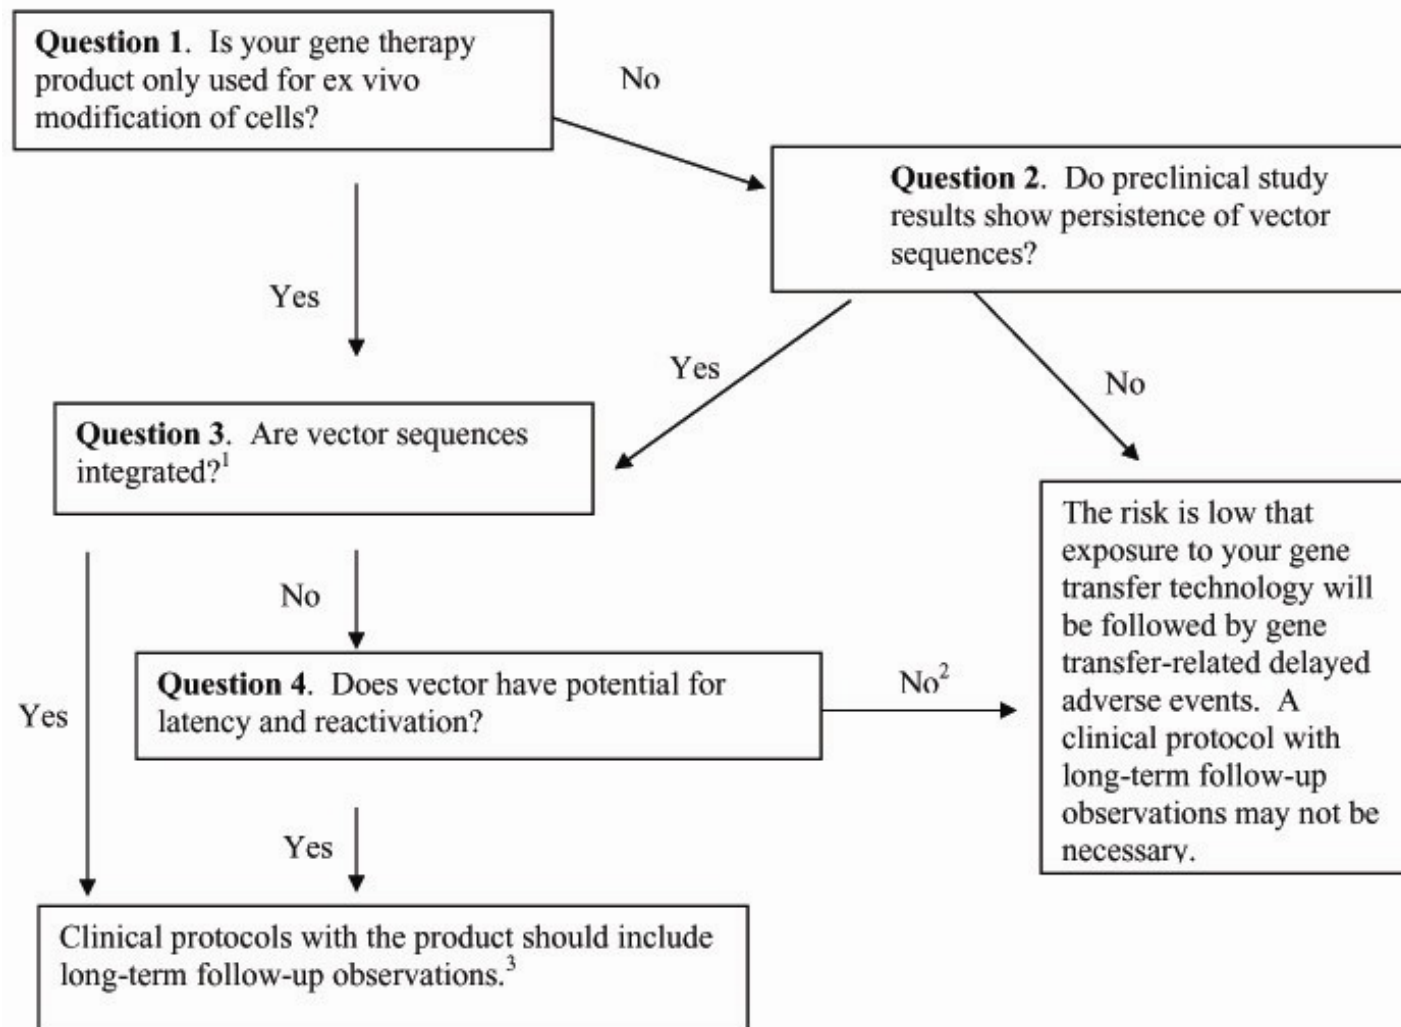 Question 1. Is your gene therapy
product only used for ex vivo
modification of cells?
No
Question 2. Do preclinical study
results show persistence of vector
sequences?
Yes
Yes
No
Question 3. Are vector sequences
integrated?¹
The risk is low that
exposure to your gene
transfer technology will
be followed by gene
transfer-related delayed
adverse events. A
clinical protocol with
long-term follow-up
observations may not be
necessary.
No
Yes
Question 4. Does vector have potential for
latency and reactivation?
No²
Yes
Clinical protocols with the product should include
long-term follow-up observations.³